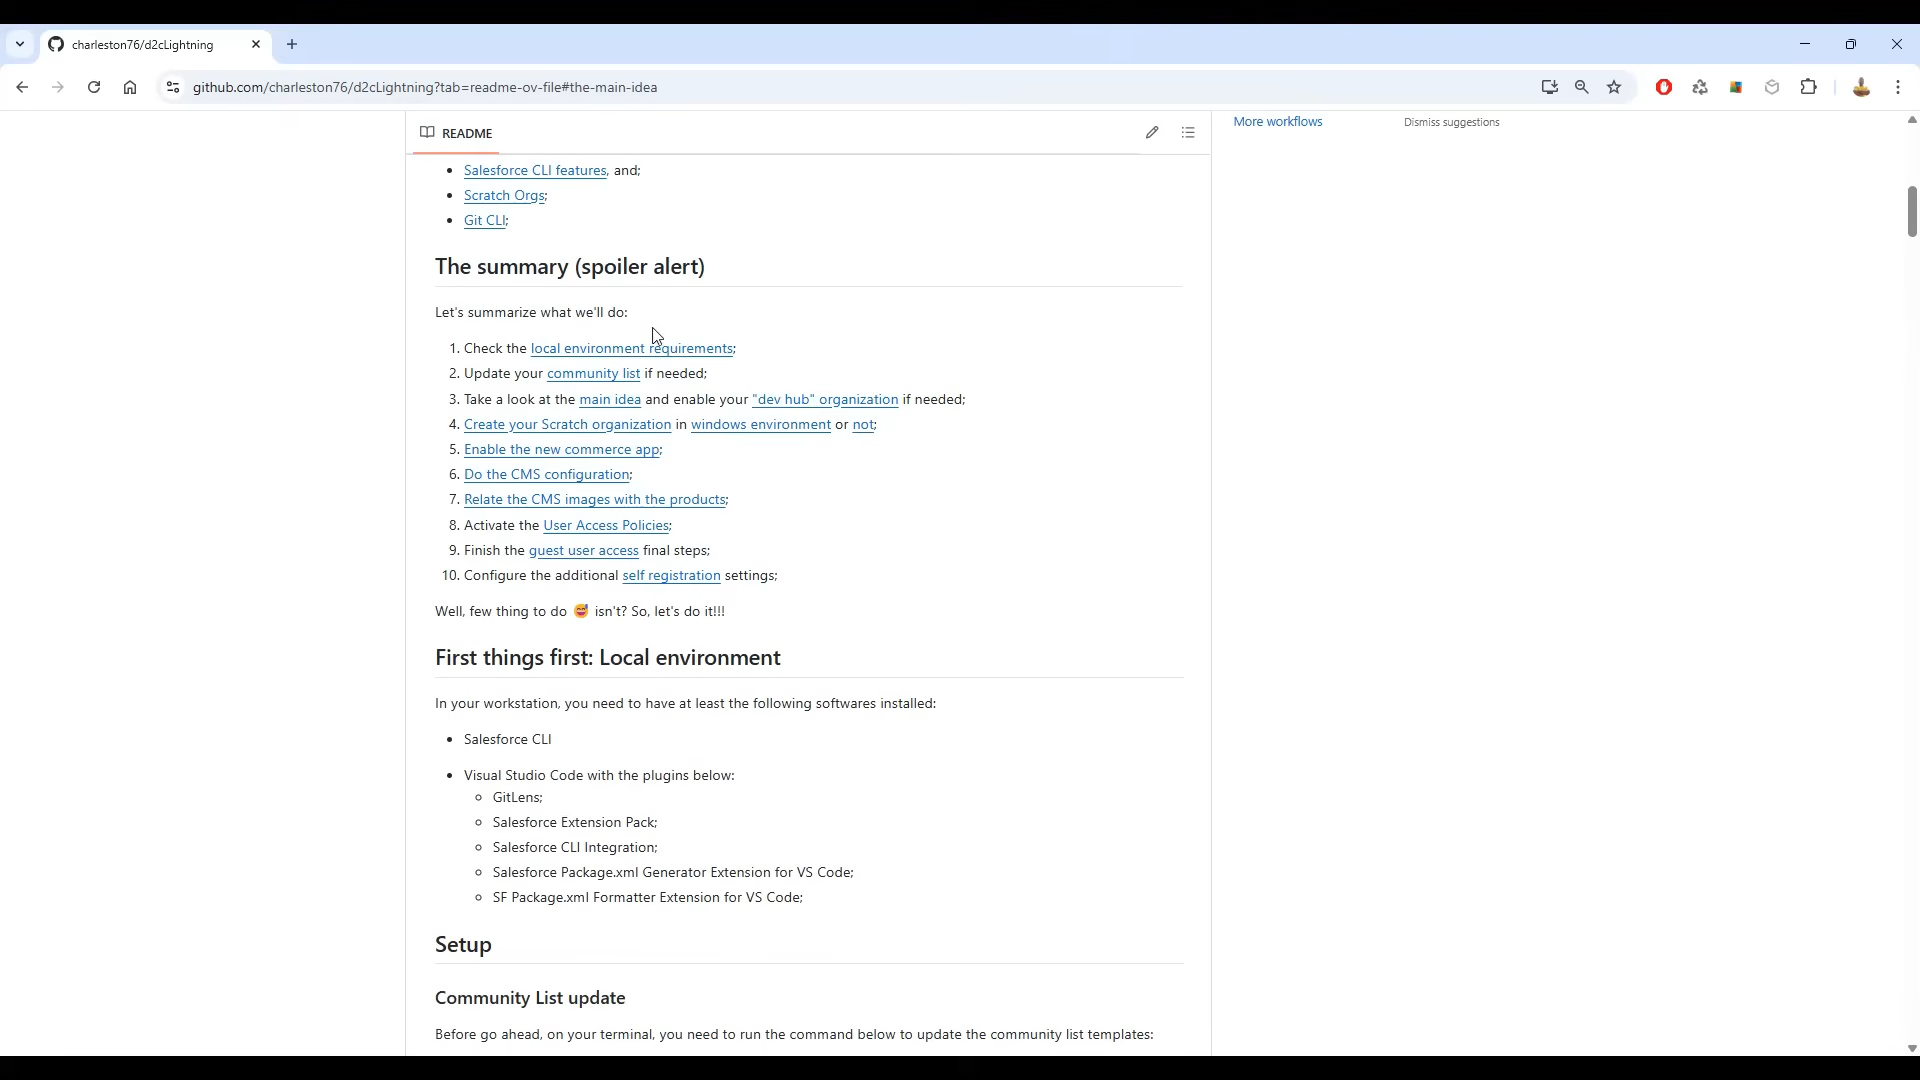 charleston76/d2cLightning
github.com/charleston76/d2cLightning?tab=readme-ov-file#the-main-idea
README
More workflows
Dismiss suggestions
• Salesforce CLI features, and;
• Scratch Orgs;
• Git CLI;
The summary (spoiler alert)
Let's summarize what we'll do:
1. Check the local environment requirements;
2. Update your community list if needed;
3. Take a look at the main idea and enable your "dev hub" organization if needed;
4. Create your Scratch organization in windows environment or not;
5. Enable the new commerce app;
6. Do the CMS configuration;
7. Relate the CMS images with the products;
8. Activate the User Access Policies;
9. Finish the guest user access final steps;
10. Configure the additional self registration settings;
Well, few thing to do 😅 isn't? So, let's do it!!!
First things first: Local environment
In your workstation, you need to have at least the following softwares installed:
• Salesforce CLI
• Visual Studio Code with the plugins below:
○ GitLens;
○ Salesforce Extension Pack;
○ Salesforce CLI Integration;
○ Salesforce Package.xml Generator Extension for VS Code;
○ SF Package.xml Formatter Extension for VS Code;
Setup
Community List update
Before go ahead, on your terminal, you need to run the command below to update the community list templates: